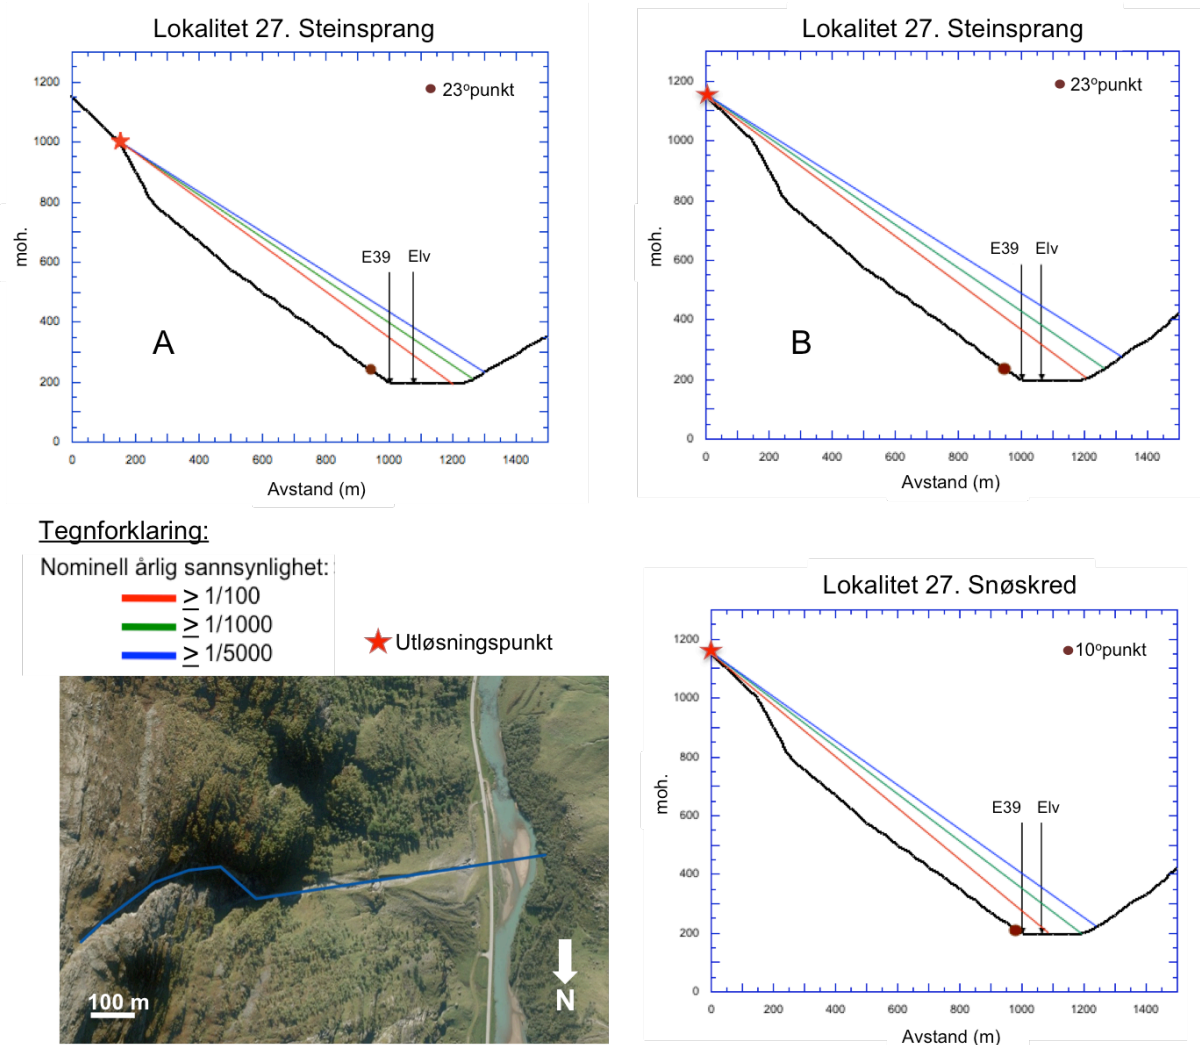 Lokalitet 27. Steinsprang
1200
1000
800
600
400
200
0
moh.
23°punkt
E39
Elv
A
0
200
400
600
800
1000
1200
1400
Avstand (m)
Lokalitet 27. Steinsprang
1200
1000
800
600
400
200
0
moh.
23°punkt
E39
Elv
B
0
200
400
600
800
1000
1200
1400
Avstand (m)
Tegnforklaring:
Nominell årlig sannsynlighet:
≥ 1/100
≥ 1/1000
≥ 1/5000
Utløsningspunkt
100 m
N
Lokalitet 27. Snøskred
1200
1000
800
600
400
200
0
moh.
10°punkt
E39
Elv
0
200
400
600
800
1000
1200
1400
Avstand (m)